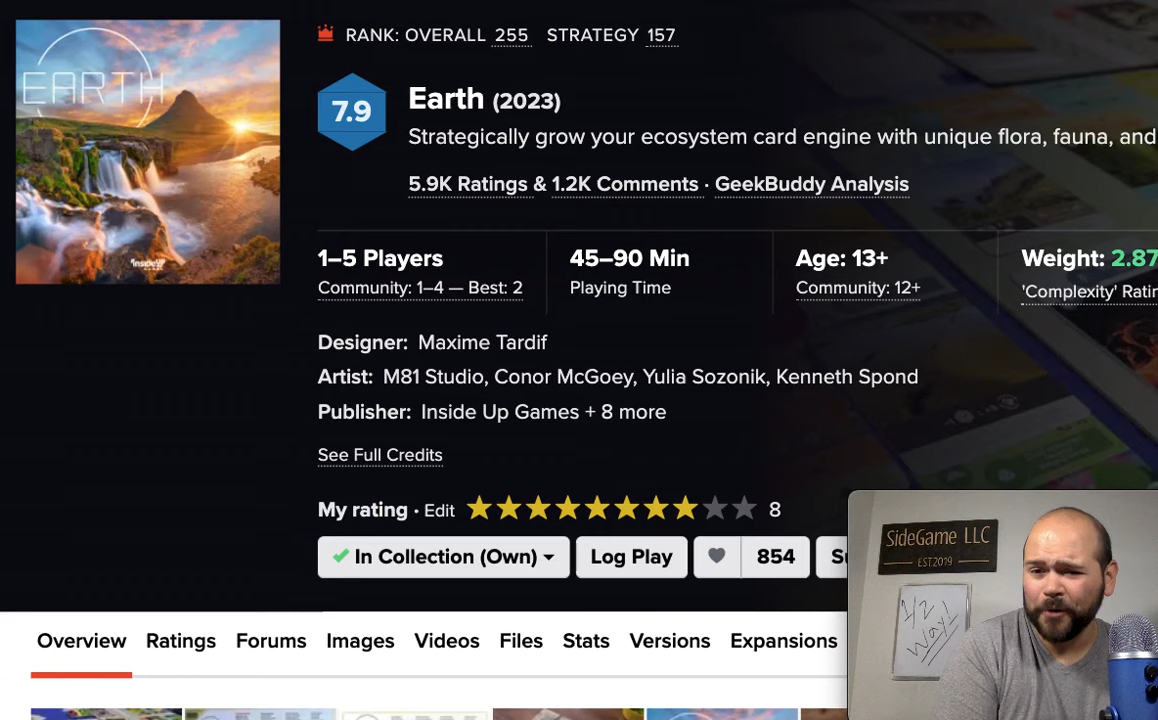 EARTH
Inside UP
GAMES
RANK: OVERALL 255 STRATEGY 157
7.9
Earth (2023)
Strategically grow your ecosystem card engine with unique flora, fauna, and
5.9K Ratings & 1.2K Comments · GeekBuddy Analysis
1–5 Players
Community: 1–4 — Best: 2
45–90 Min
Playing Time
Age: 13+
Community: 12+
Weight: 2.87
'Complexity' Ratin
Designer: Maxime Tardif
Artist: M81 Studio, Conor McGoey, Yulia Sozonik, Kenneth Spond
Publisher: Inside Up Games + 8 more
See Full Credits
My rating · Edit 8
In Collection (Own)
Log Play
854
Su
SideGame LLC
EST.2019
1/2
WAY!
Overview Ratings Forums Images Videos Files Stats Versions Expansions